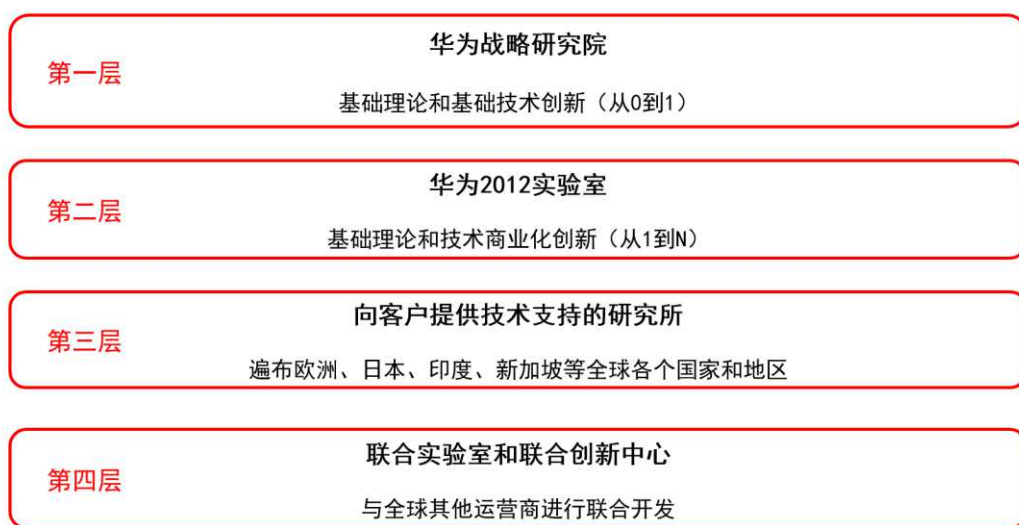 华为战略研究院
第一层
基础理论和基础技术创新（从0到1）
华为2012实验室
第二层
基础理论和技术商业化创新（从1到N）
向客户提供技术支持的研究所
第三层
遍布欧洲、日本、印度、新加坡等全球各个国家和地区
联合实验室和联合创新中心
第四层
与全球其他运营商进行联合开发